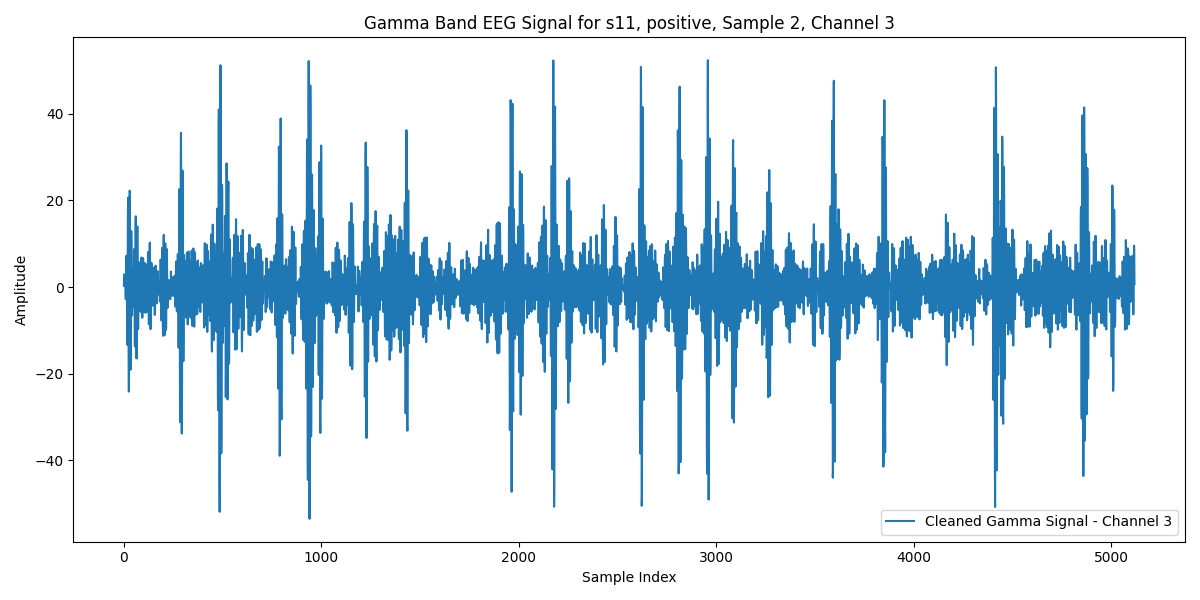 Gamma Band EEG Signal for s11, positive, Sample 2, Channel 3
Amplitude
40
20
0
−20
−40
0 1000 2000 3000 4000 5000
Sample Index
Cleaned Gamma Signal - Channel 3